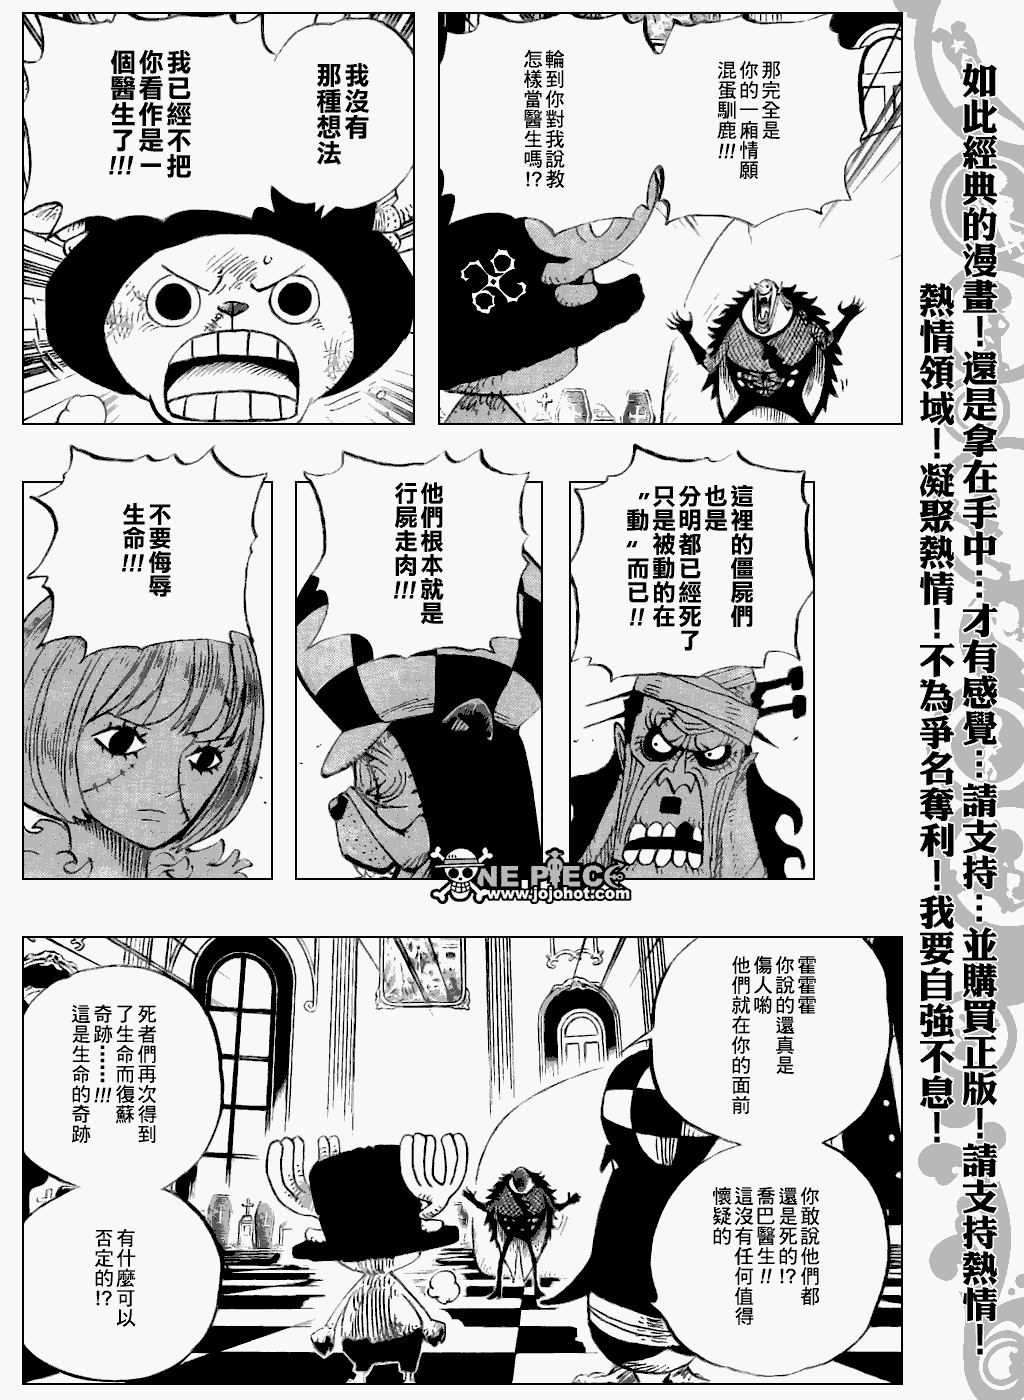 那完全是
你的一廂情願
混蛋馴鹿!!!
輪到你對我說教
怎樣當醫生嗎!?
我沒有
那種想法
我已經不把
你看作是一
個醫生了!!!
這裡的僵屍們
也是
分明都已經死了
只是被動的在
〝動〞而已!!
他們根本就是
行屍走肉!!!
不要侮辱
生命!!!
霍霍霍
你說的還真是
傷人喲
他們就在你的面前
你敢說他們都
還是死的!?
喬巴醫生!!
這沒有任何值得
懷疑的
死者們再次得到
了生命而復蘇
奇跡……!!!
這是生命的奇跡
有什麼可以
否定的!?
ONE PIECE
www.jojohot.com
如此經典的漫畫！還是拿在手中…才有感覺…請支持…並購買正版！請支持熱情！
熱情領域！凝聚熱情！不為爭名奪利！我要自強不息！